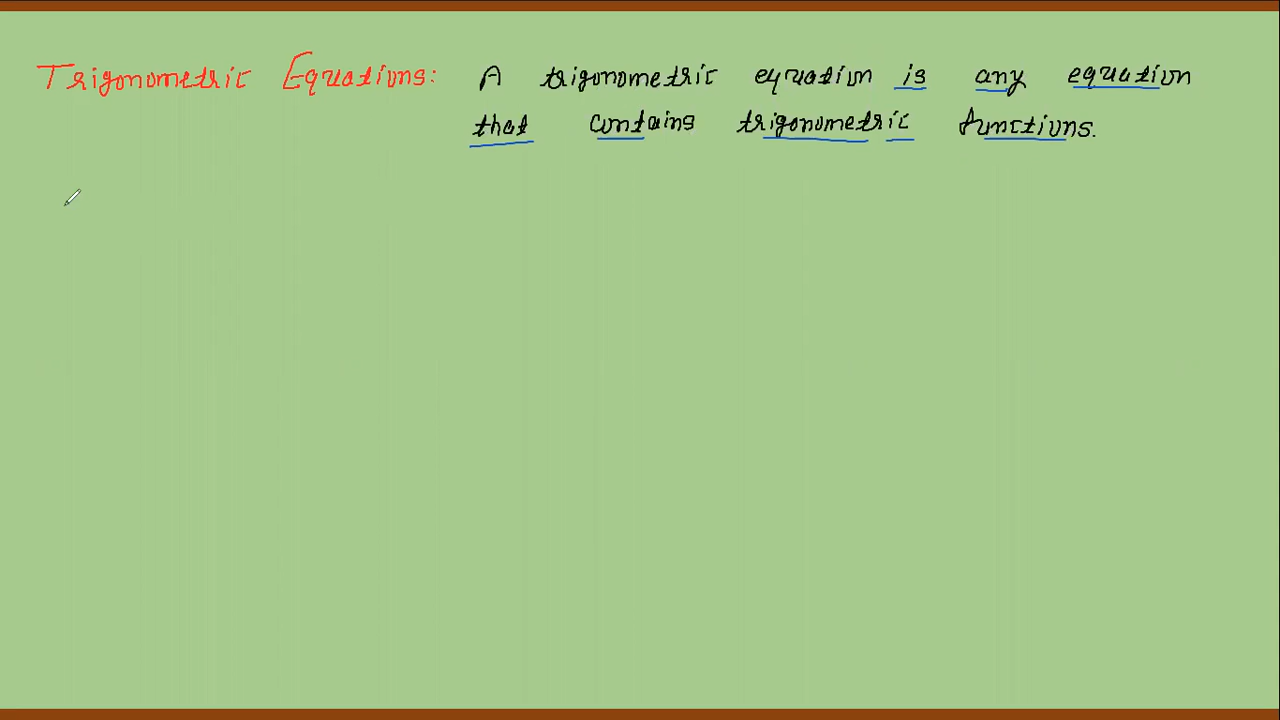 Trigonometric Equations: A trigonometric equation is any equation
that contains trigonometric functions.